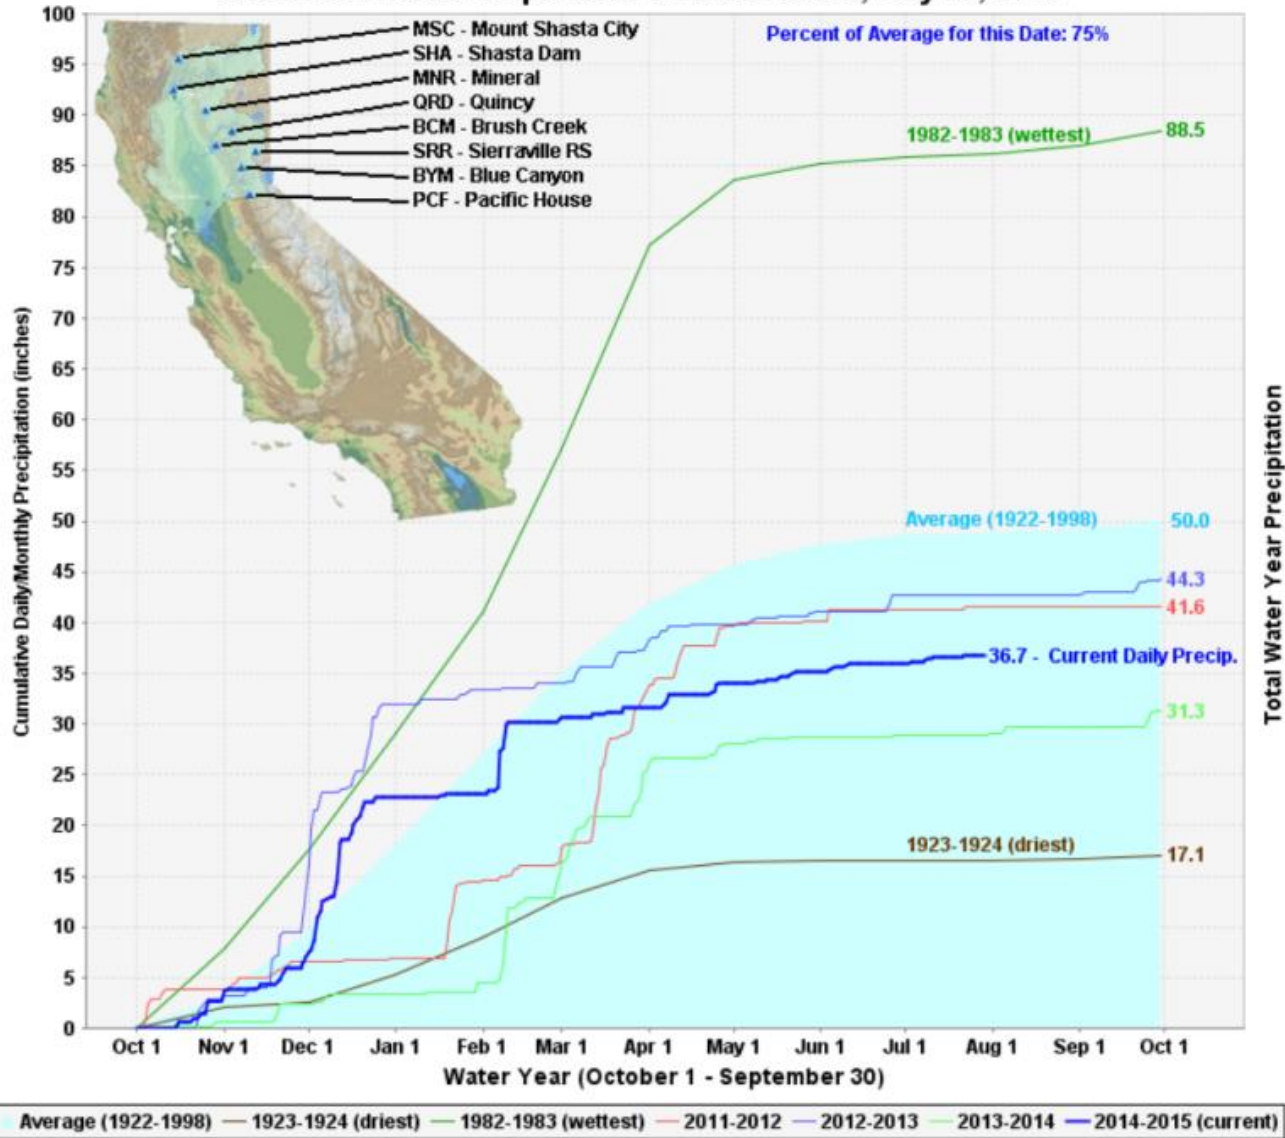 100
95
90
85
80
75
70
65
60
55
50
45
40
35
30
25
20
15
10
5
0
Cumulative Daily/Monthly Precipitation (inches)
MSC - Mount Shasta City
SHA - Shasta Dam
MNR - Mineral
QRD - Quincy
BCM - Brush Creek
SRR - Sierraville RS
BYM - Blue Canyon
PCF - Pacific House
Percent of Average for this Date: 75%
1982-1983 (wettest) 88.5
Average (1922-1998) 50.0
44.3
41.6
36.7 - Current Daily Precip.
31.3
1923-1924 (driest) 17.1
Total Water Year Precipitation
Oct 1 Nov 1 Dec 1 Jan 1 Feb 1 Mar 1 Apr 1 May 1 Jun 1 Jul 1 Aug 1 Sep 1 Oct 1
Water Year (October 1 - September 30)
Average (1922-1998) 1923-1924 (driest) 1982-1983 (wettest) 2011-2012 2012-2013 2013-2014 2014-2015 (current)